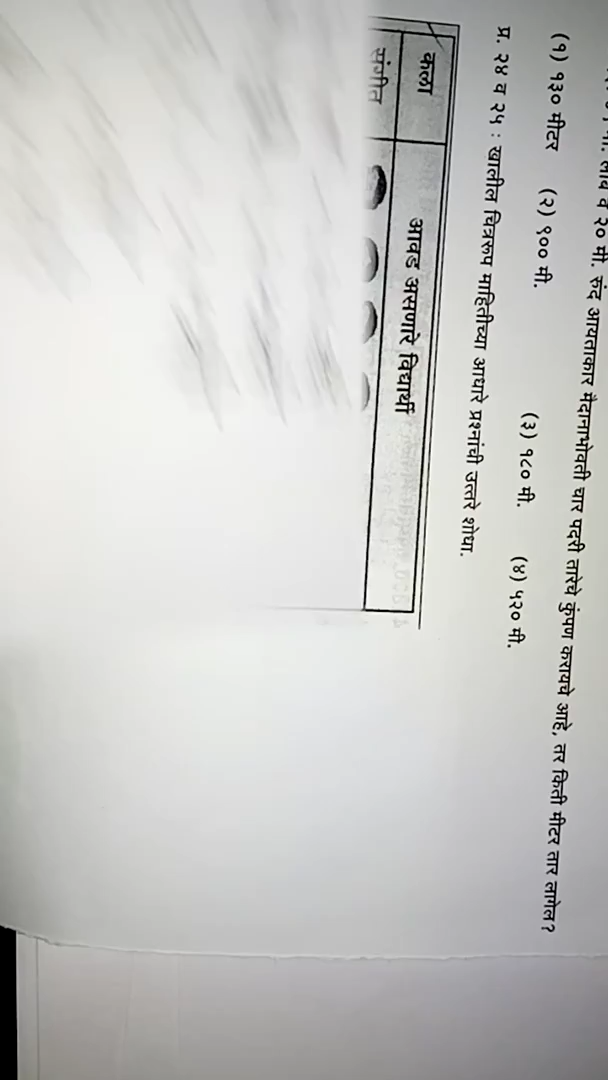 व २० मी. रुंद आयताकार मैदानाभोवती चार पदरी तारेचे कुंपण करायचे आहे, तर किती मीटर तार लागेल?
(१) १३० मीटर (२) ९०० मी. (३) १८० मी. (४) ५२० मी.
प्र. २४ व २५ : खालील चित्ररूप माहितीच्या आधारे प्रश्नांची उत्तरे शोधा.
कला आवड असणारे विद्यार्थी
संगीत